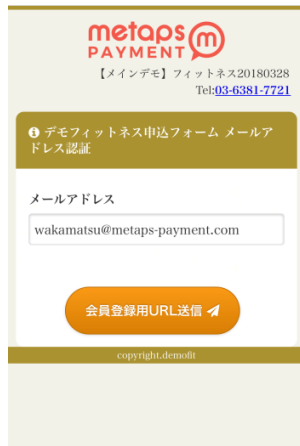 metaps
PAYMENT
【メインデモ】フィットネス20180328
Tel:03-6381-7721
デモフィットネス申込フォーム メールア
ドレス認証
メールアドレス
wakamatsu@metaps-payment.com
会員登録用URL送信
copyright.demofit